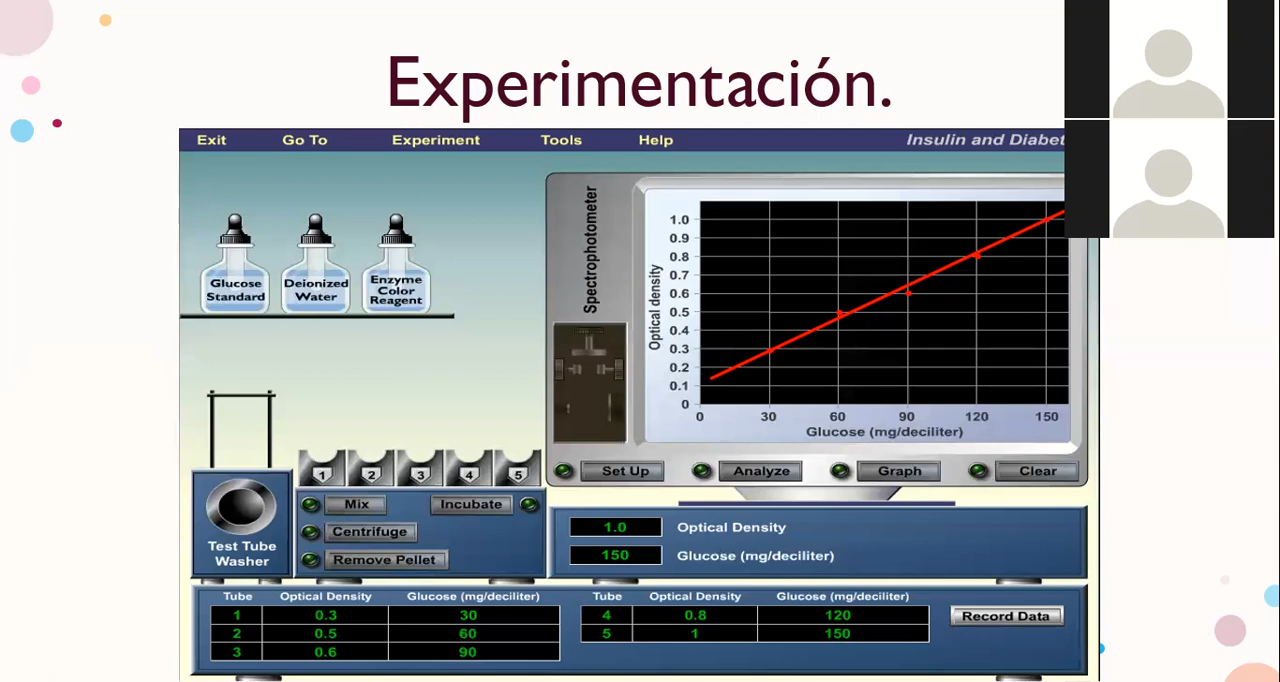 Experimentación.
Exit Go To Experiment Tools Help Insulin and Diabet
Glucose
Standard
Deionized
Water
Enzyme
Color
Reagent
Spectrophotometer
Optical density
1.0
0.9
0.8
0.7
0.6
0.5
0.4
0.3
0.2
0.1
0
0 30 60 90 120 150
Glucose (mg/deciliter)
Set Up Analyze Graph Clear
1 2 3 4 5
Mix Incubate
Centrifuge
Remove Pellet
Test Tube
Washer
1.0 Optical Density
150 Glucose (mg/deciliter)
Tube Optical Density Glucose (mg/deciliter)
1 0.3 30
2 0.5 60
3 0.6 90
Tube Optical Density Glucose (mg/deciliter)
4 0.8 120
5 1 150
Record Data